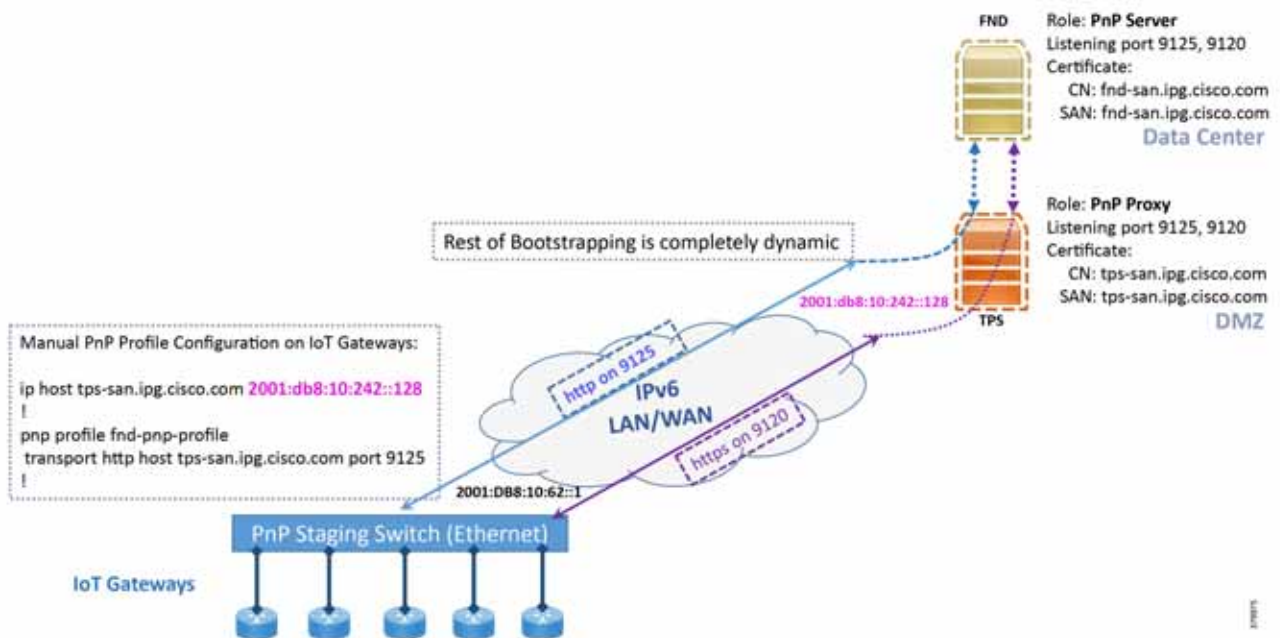 FND
Role: PnP Server
Listening port 9125, 9120
Certificate:
CN: fnd-san.ipg.cisco.com
SAN: fnd-san.ipg.cisco.com
Data Center
Role: PnP Proxy
Listening port 9125, 9120
Certificate:
CN: tps-san.ipg.cisco.com
SAN: tps-san.ipg.cisco.com
DMZ
TPS
Rest of Bootstrapping is completely dynamic
2001:db8:10:242::128
Manual PnP Profile Configuration on IoT Gateways:
ip host tps-san.ipg.cisco.com 2001:db8:10:242::128
!
pnp profile fnd-pnp-profile
transport http host tps-san.ipg.cisco.com port 9125
!
http on 9125
IPv6
LAN/WAN
https on 9120
2001:DB8:10:62::1
PnP Staging Switch (Ethernet)
IoT Gateways